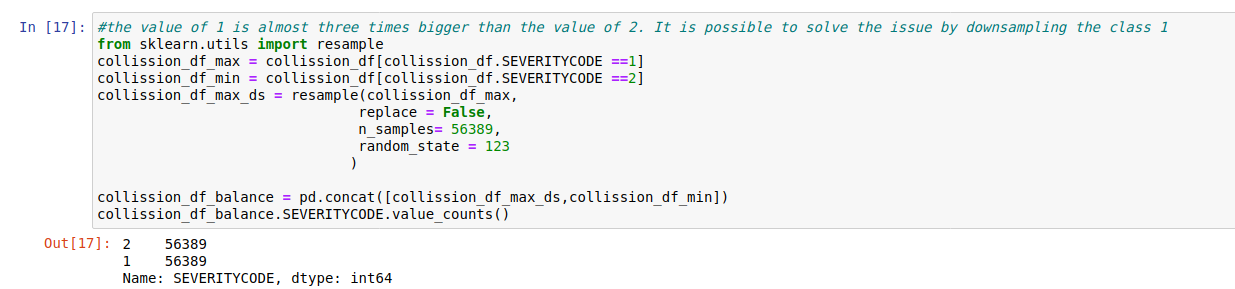 In [17]: #the value of 1 is almost three times bigger than the value of 2. It is possible to solve the issue by downsampling the class 1
from sklearn.utils import resample
collission_df_max = collission_df[collission_df.SEVERITYCODE ==1]
collission_df_min = collission_df[collission_df.SEVERITYCODE ==2]
collission_df_max_ds = resample(collission_df_max,
                               replace = False,
                               n_samples= 56389,
                               random_state = 123
                              )

collission_df_balance = pd.concat([collission_df_max_ds,collission_df_min])
collission_df_balance.SEVERITYCODE.value_counts()
Out[17]: 2    56389
1    56389
Name: SEVERITYCODE, dtype: int64